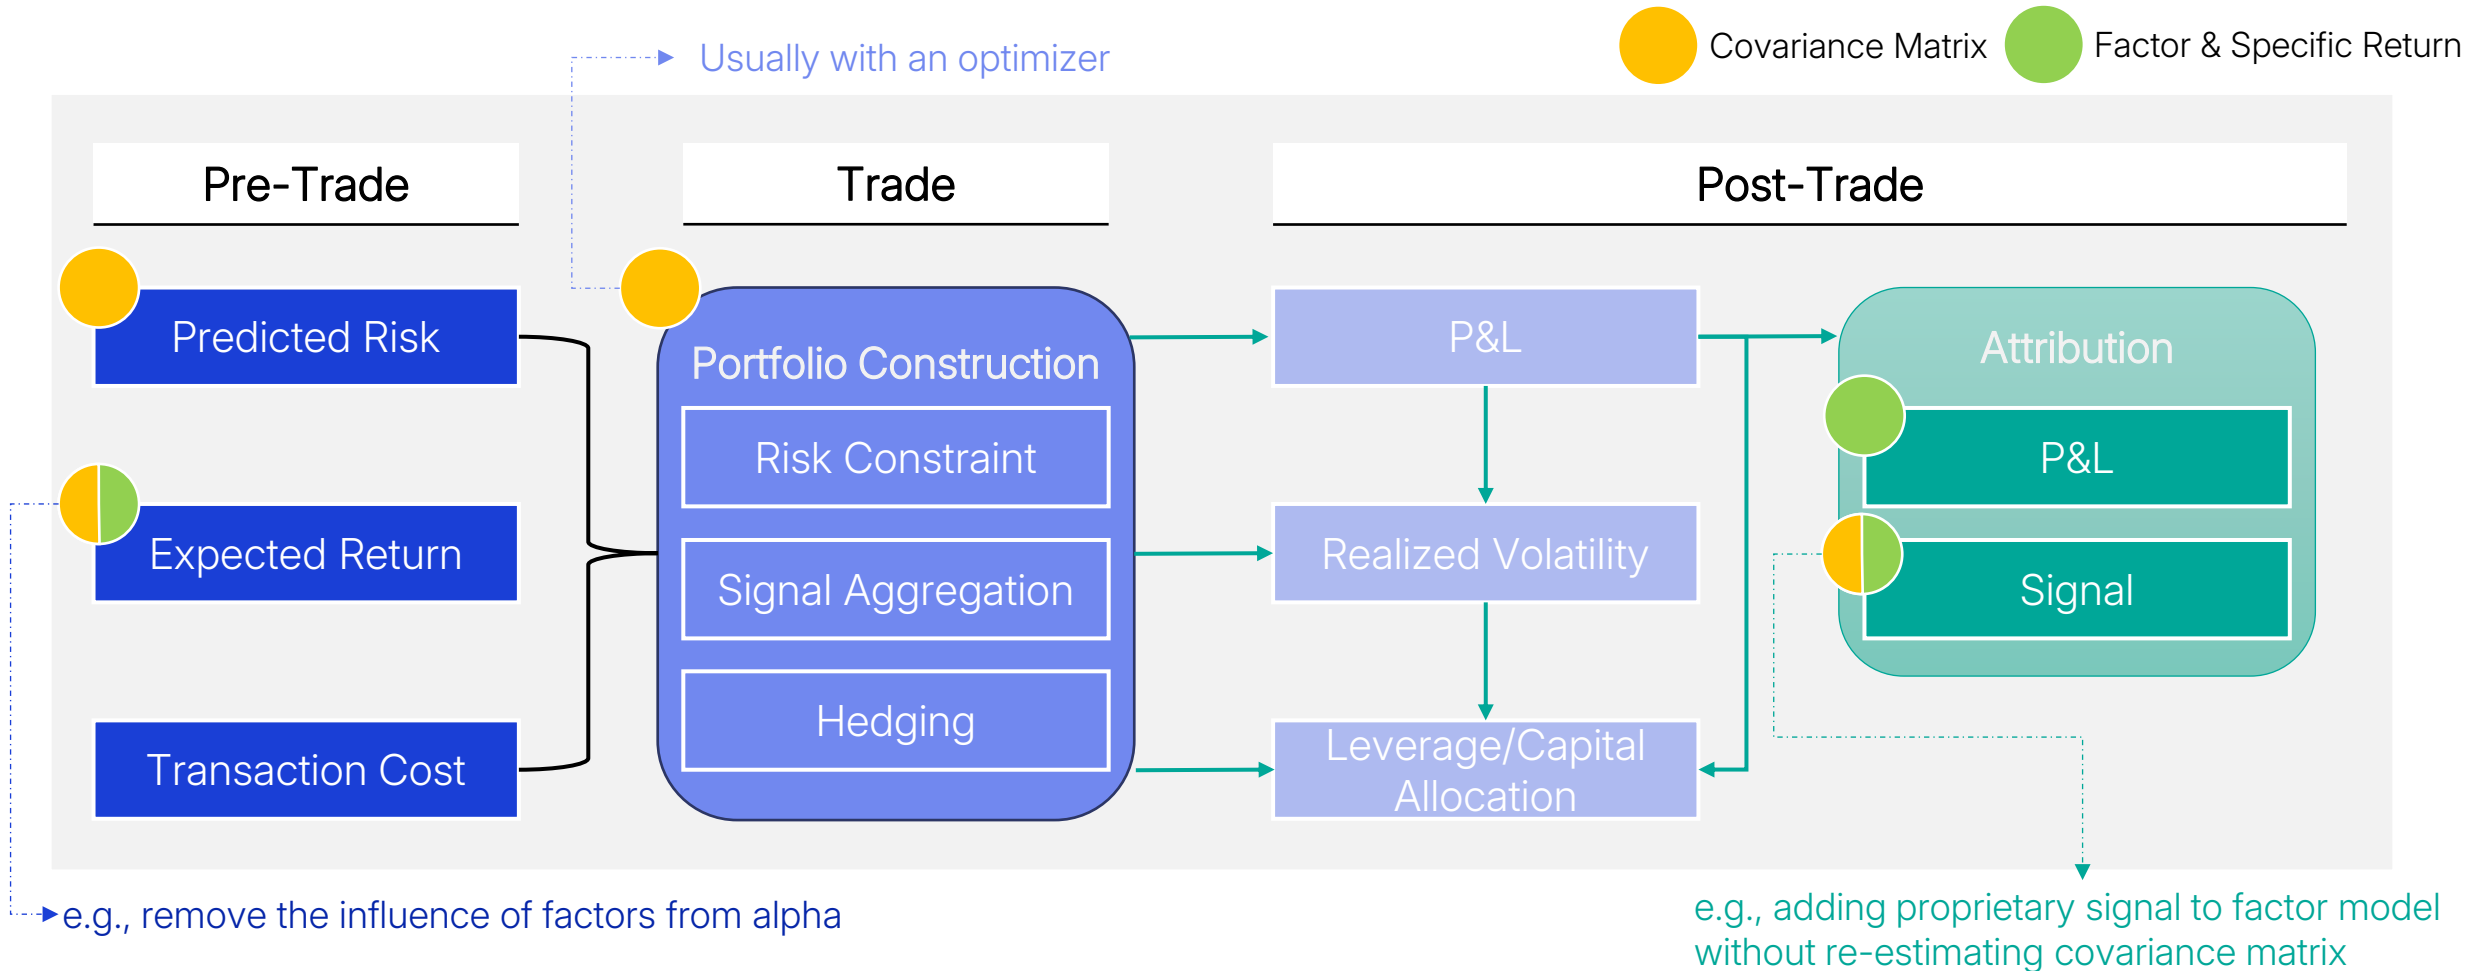 Usually with an optimizer
Covariance Matrix
Factor & Specific Return
Pre-Trade
Trade
Post-Trade
Predicted Risk
Expected Return
Transaction Cost
Portfolio Construction
Risk Constraint
Signal Aggregation
Hedging
P&L
Realized Volatility
Leverage/Capital
Allocation
Attribution
P&L
Signal
e.g., remove the influence of factors from alpha
e.g., adding proprietary signal to factor model
without re-estimating covariance matrix